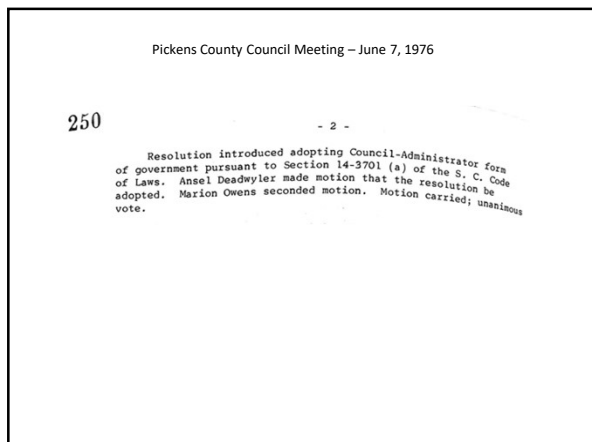 Pickens County Council Meeting – June 7, 1976
250
- 2 -
Resolution introduced adopting Council-Administrator form
of government pursuant to Section 14-3701 (a) of the S. C. Code
of Laws. Ansel Deadwyler made motion that the resolution be
adopted. Marion Owens seconded motion. Motion carried; unanimous
vote.